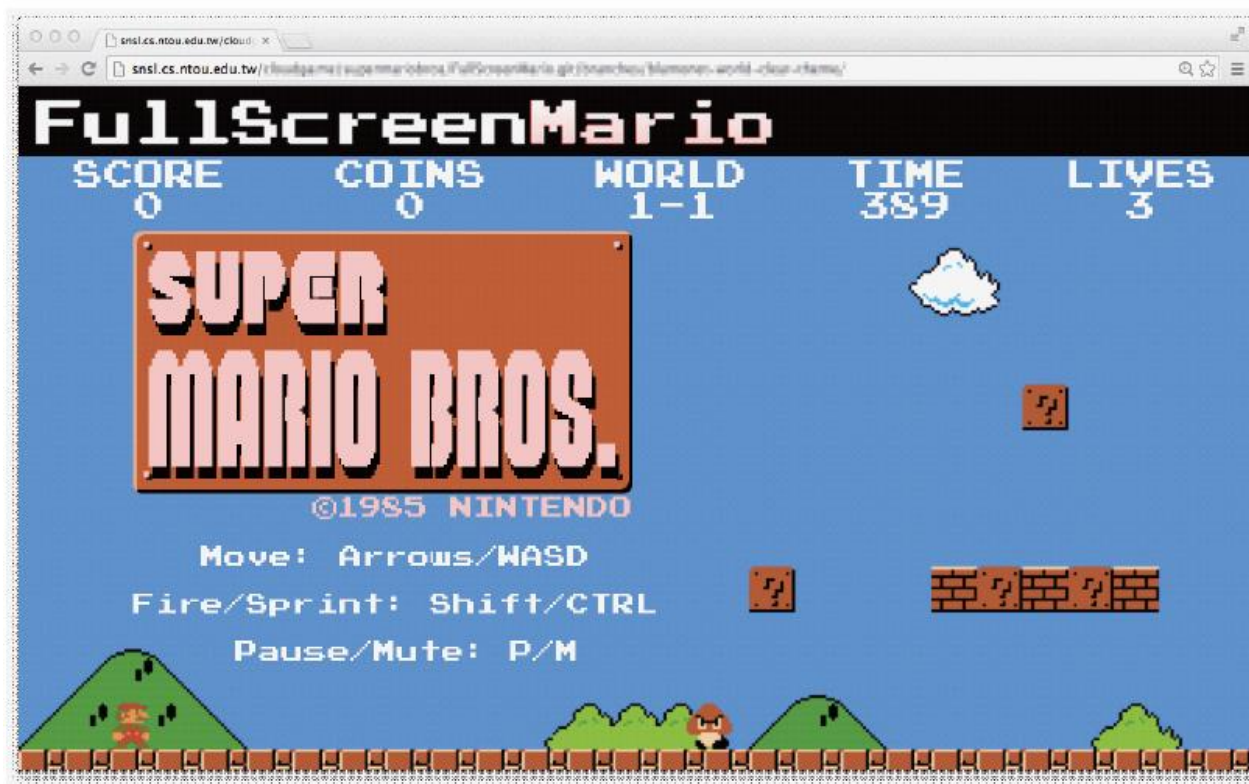 snsl.cs.ntou.edu.tw/cloud
snsl.cs.ntou.edu.tw/
FullScreenMario
SCORE COINS WORLD TIME LIVES
0 0 1-1 389 3
SUPER
MARIO BROS.
©1985 NINTENDO
? 
Move: Arrows/WASD
? ? ?
Fire/Sprint: Shift/CTRL
Pause/Mute: P/M